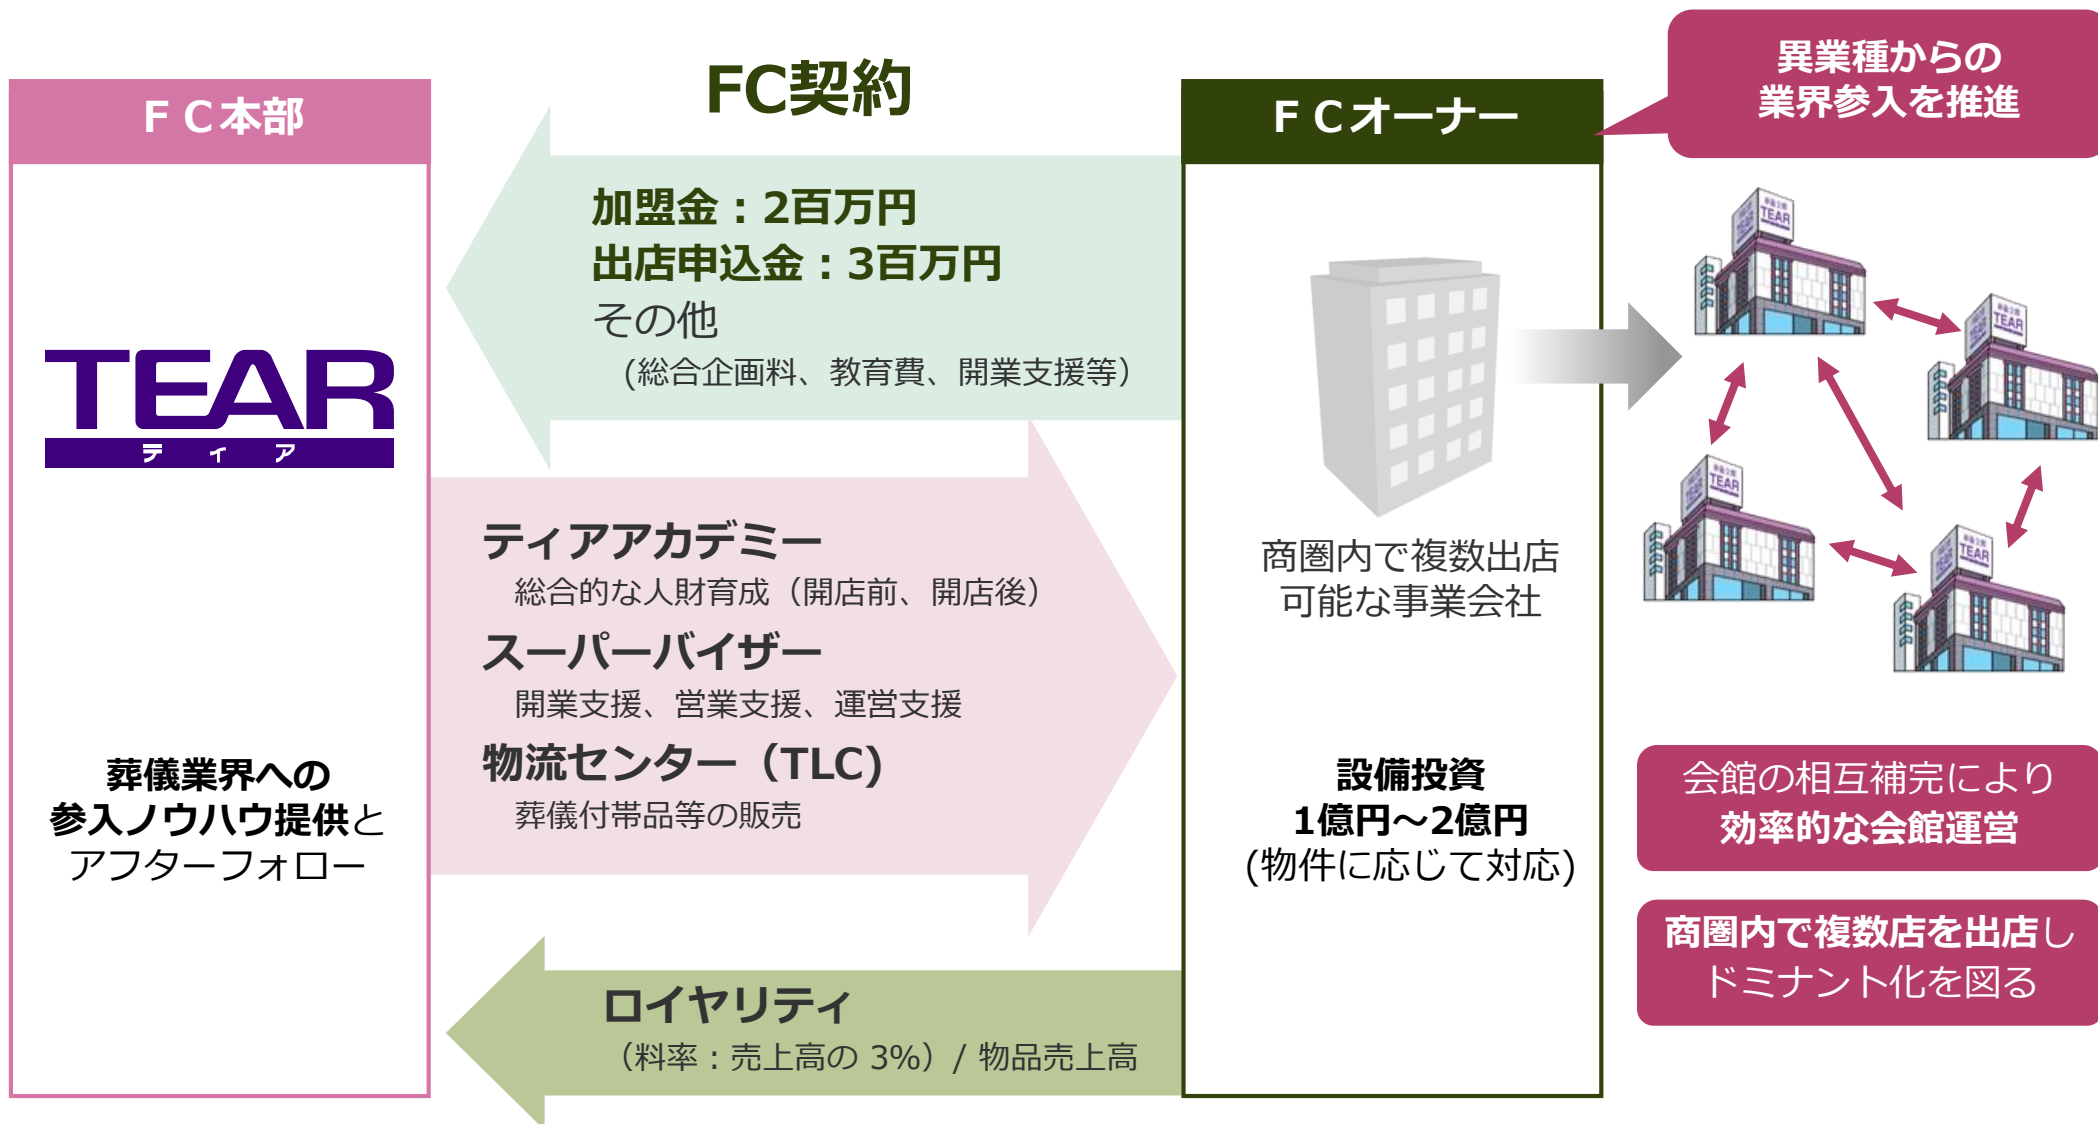 FC契約
ＦＣ本部
TEAR
ティア
葬儀業界への
参入ノウハウ提供と
アフターフォロー
加盟金：2百万円
出店申込金：3百万円
その他
（総合企画料、教育費、開業支援等）
ティアアカデミー
総合的な人財育成（開店前、開店後）
スーパーバイザー
開業支援、営業支援、運営支援
物流センター（TLC)
葬儀付帯品等の販売
ロイヤリティ
（料率：売上高の 3%）/ 物品売上高
ＦＣオーナー
商圏内で複数出店
可能な事業会社
設備投資
1億円～2億円
(物件に応じて対応)
異業種からの
業界参入を推進
TEAR
TEAR
TEAR
TEAR
会館の相互補完により
効率的な会館運営
商圏内で複数店を出店し
ドミナント化を図る